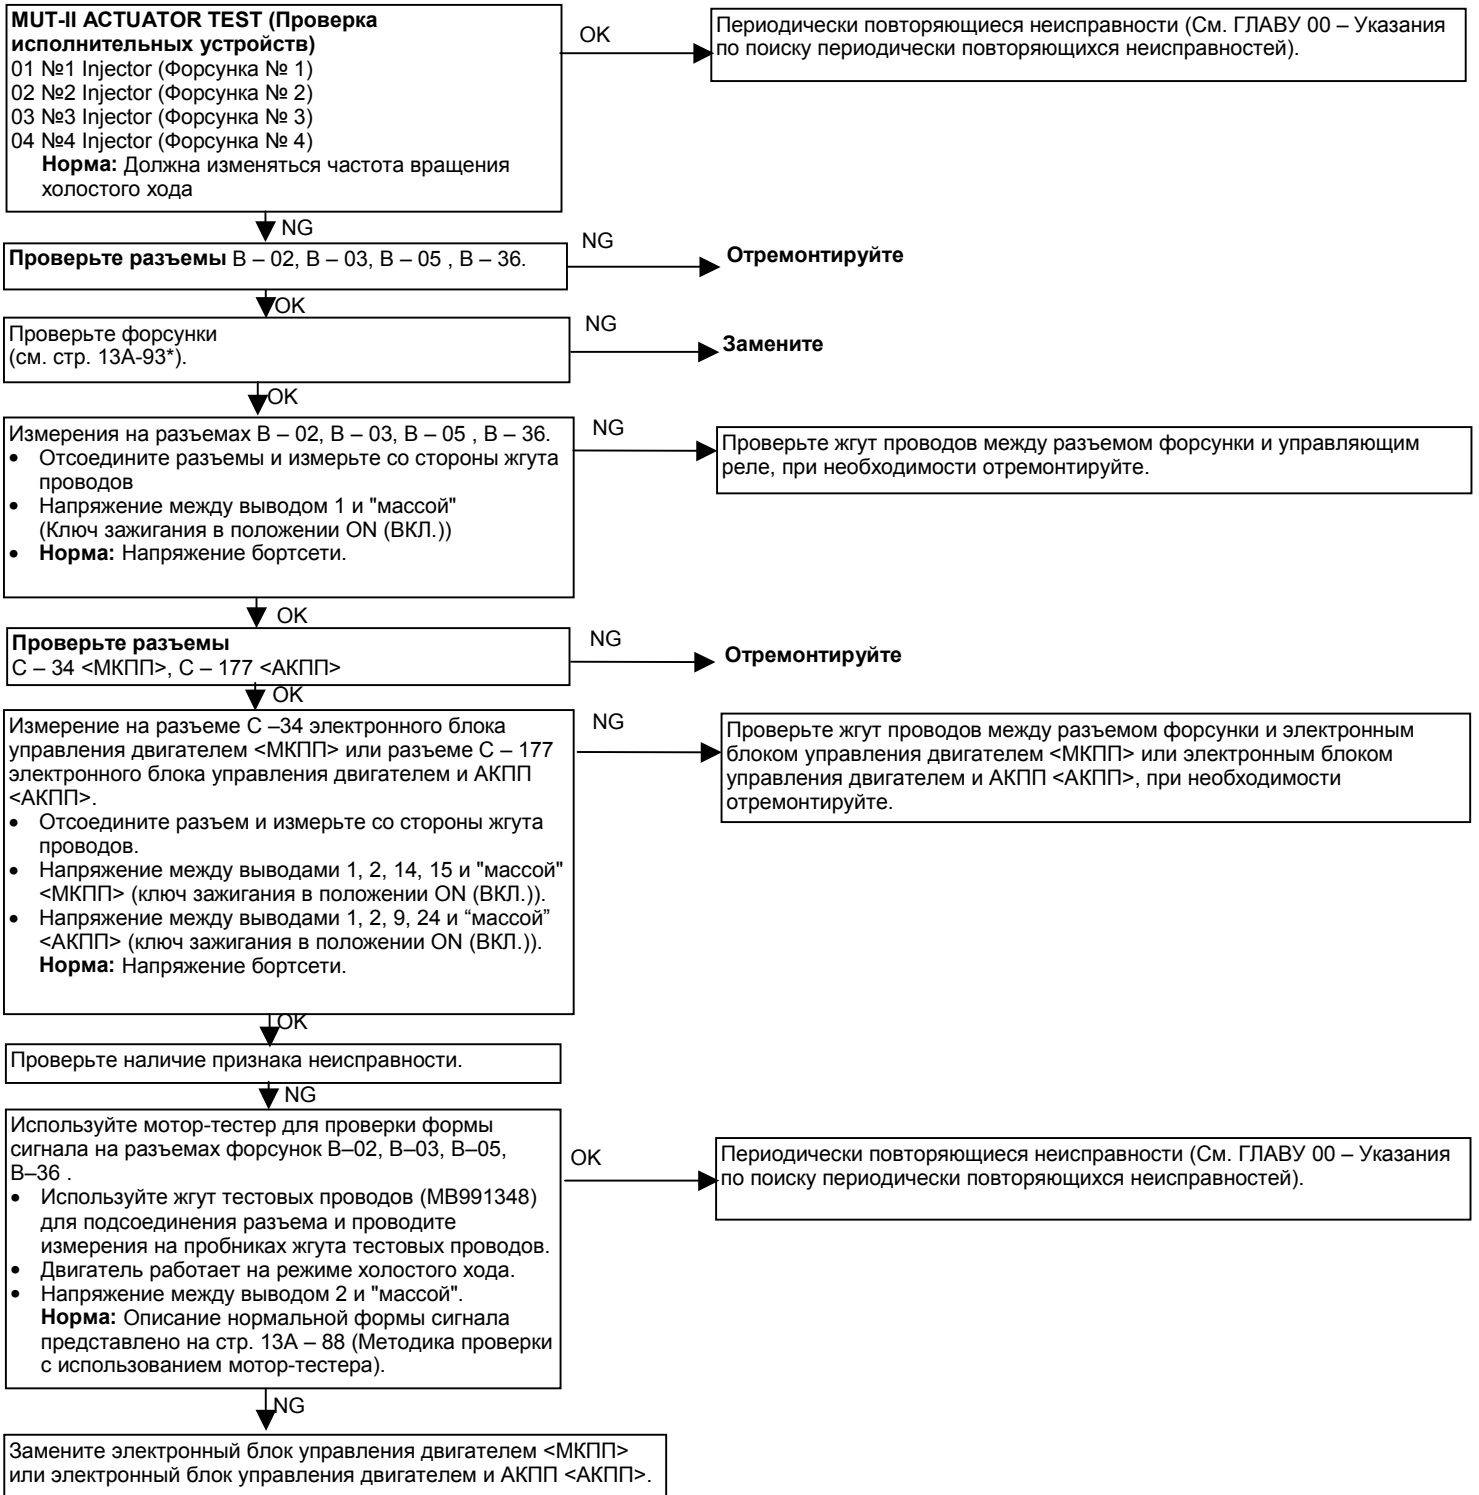 MUT-II ACTUATOR TEST (Проверка
исполнительных устройств)
01 №1 Injector (Форсунка № 1)
02 №2 Injector (Форсунка № 2)
03 №3 Injector (Форсунка № 3)
04 №4 Injector (Форсунка № 4)
Норма: Должна изменяться частота вращения
холостого хода
OK
Периодически повторяющиеся неисправности (См. ГЛАВУ 00 – Указания
по поиску периодически повторяющихся неисправностей).
NG
Проверьте разъемы B – 02, B – 03, B – 05 , B – 36.
NG
Отремонтируйте
OK
Проверьте форсунки
(см. стр. 13A-93*).
NG
Замените
OK
Измерения на разъемах B – 02, B – 03, B – 05 , B – 36.
• Отсоедините разъемы и измерьте со стороны жгута
проводов
• Напряжение между выводом 1 и "массой"
(Ключ зажигания в положении ON (ВКЛ.))
• Норма: Напряжение бортсети.
NG
Проверьте жгут проводов между разъемом форсунки и управляющим
реле, при необходимости отремонтируйте.
OK
Проверьте разъемы
C – 34 <МКПП>, C – 177 <АКПП>
NG
Отремонтируйте
OK
Измерение на разъеме C –34 электронного блока
управления двигателем <МКПП> или разъеме C – 177
электронного блока управления двигателем и АКПП
<АКПП>.
• Отсоедините разъем и измерьте со стороны жгута
проводов.
• Напряжение между выводами 1, 2, 14, 15 и "массой"
<МКПП> (ключ зажигания в положении ON (ВКЛ.)).
• Напряжение между выводами 1, 2, 9, 24 и “массой”
<АКПП> (ключ зажигания в положении ON (ВКЛ.)).
Норма: Напряжение бортсети.
NG
Проверьте жгут проводов между разъемом форсунки и электронным
блоком управления двигателем <МКПП> или электронным блоком
управления двигателем и АКПП <АКПП>, при необходимости
отремонтируйте.
OK
Проверьте наличие признака неисправности.
NG
Используйте мотор-тестер для проверки формы
сигнала на разъемах форсунок B–02, B–03, B–05,
B–36 .
• Используйте жгут тестовых проводов (MB991348)
для подсоединения разъема и проводите
измерения на пробниках жгута тестовых проводов.
• Двигатель работает на режиме холостого хода.
• Напряжение между выводом 2 и "массой".
Норма: Описание нормальной формы сигнала
представлено на стр. 13A – 88 (Методика проверки
с использованием мотор-тестера).
OK
Периодически повторяющиеся неисправности (См. ГЛАВУ 00 – Указания
по поиску периодически повторяющихся неисправностей).
NG
Замените электронный блок управления двигателем <МКПП>
или электронный блок управления двигателем и АКПП <АКПП>.